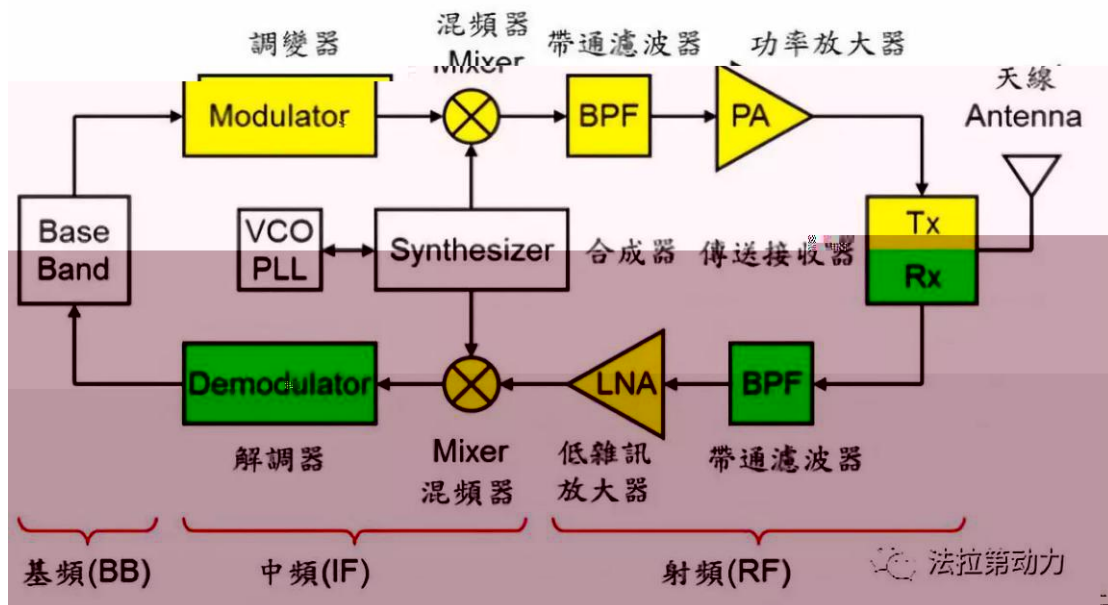 調變器
混頻器
Mixer
帶通濾波器
功率放大器
天線
Antenna
Modulator
BPF
PA
Base
Band
VCO
PLL
Synthesizer
合成器
傳送接收器
Tx
Rx
Demodulator
LNA
BPF
解調器
Mixer
混頻器
低雜訊
放大器
帶通濾波器
基頻(BB)
中頻(IF)
射頻(RF)
法拉第动力